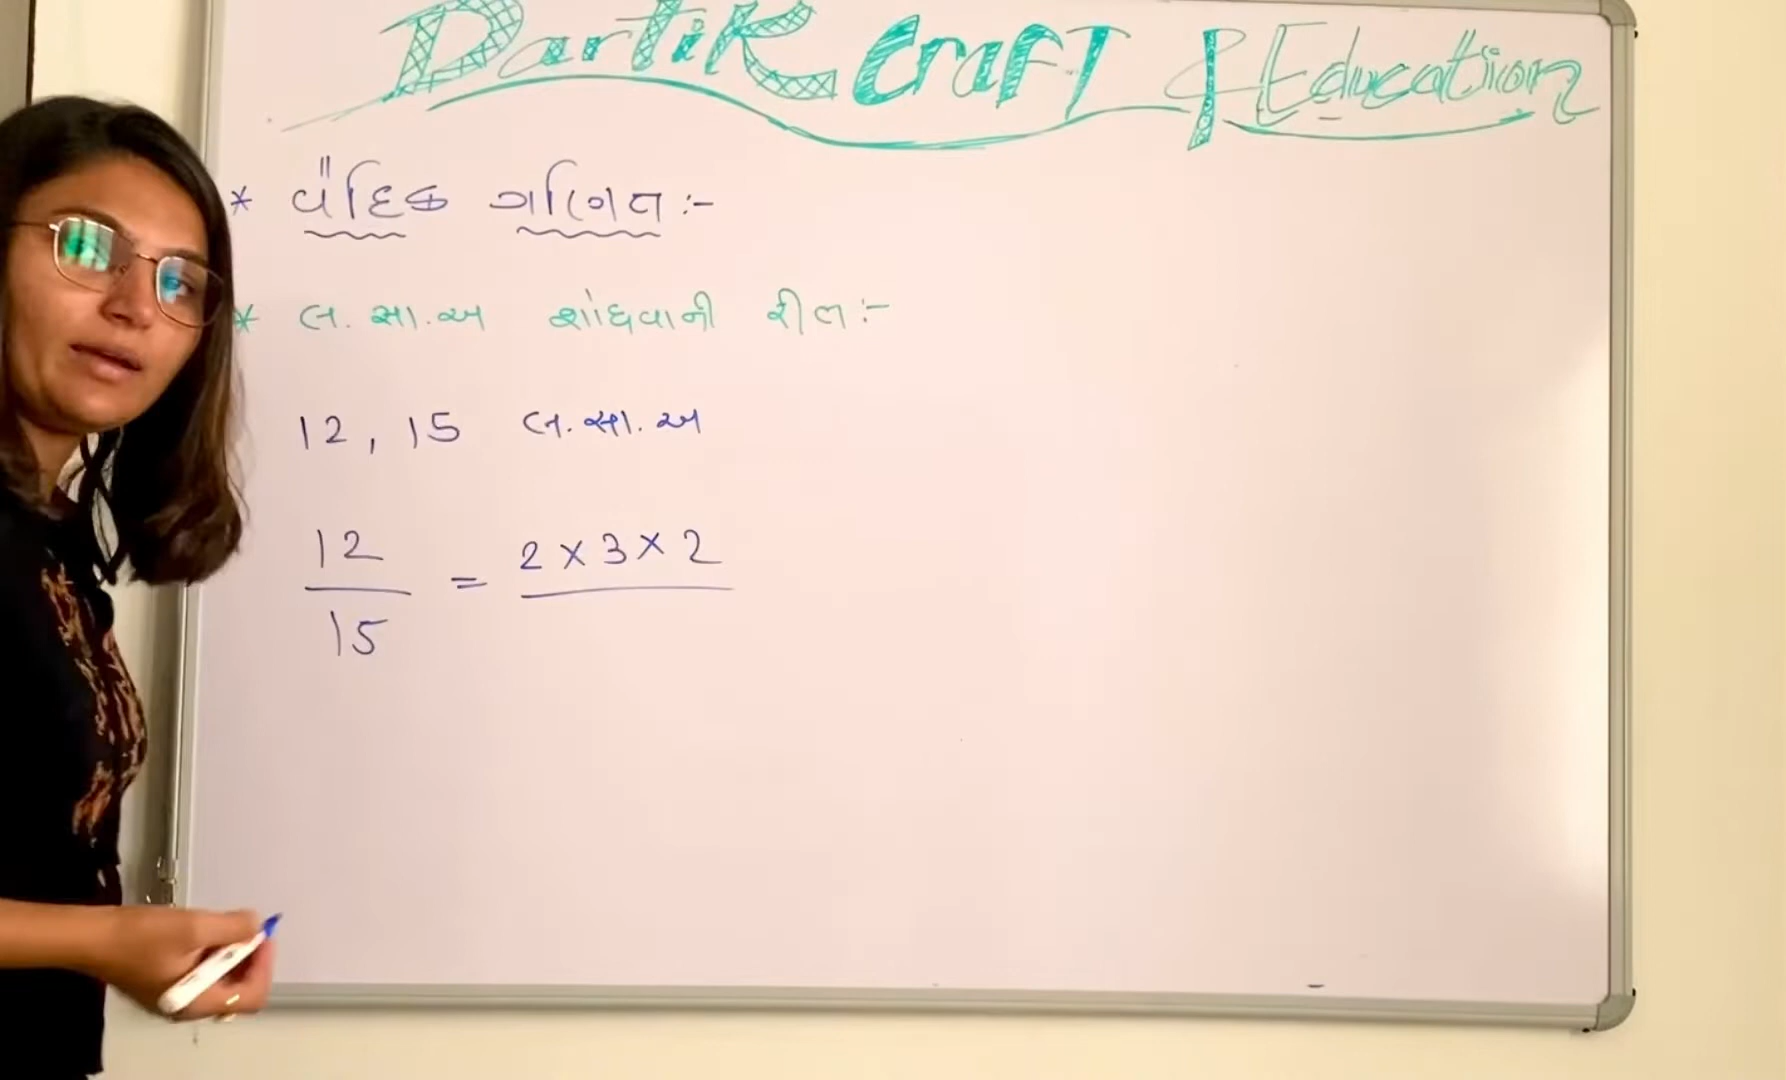 DartiK CrafT & Education
* વૈદિક ગણિત :-
* લ. સા. અ શોધવાની રીત :-
12, 15 લ. સા. અ
12/15 = 2 × 3 × 2